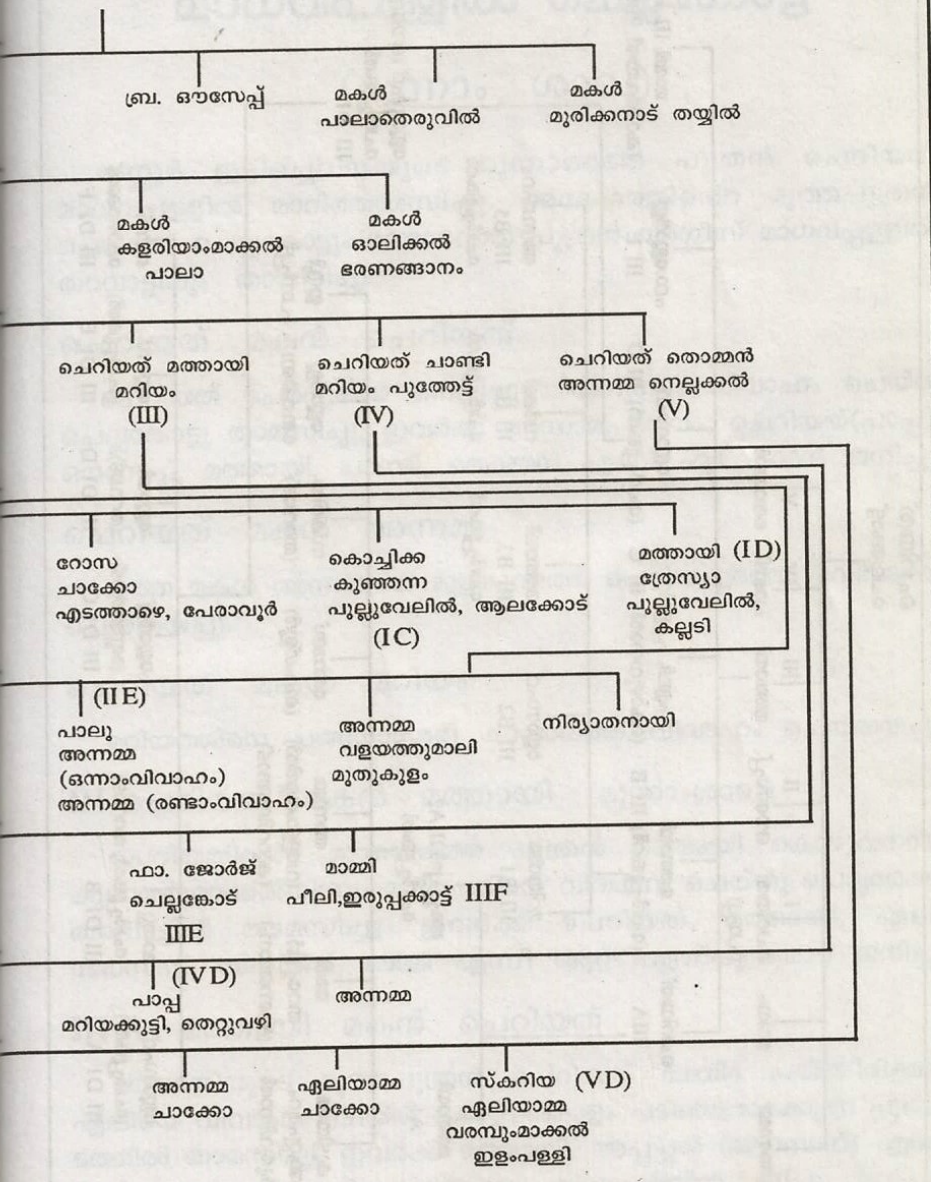 ബ്ര. ഔസേപ്പ്
മകൾ
പാലാതെരുവിൽ
മകൾ
മുരിക്കനാട് തയ്യിൽ
മകൾ
കളരിയാംമാക്കൽ
പാലാ
മകൾ
ഓലിക്കൽ
ഭരണങ്ങാനം
ചെറിയത് മത്തായി
മറിയം
(III)
ചെറിയത് ചാണ്ടി
മറിയം പുത്തേട്ട്
(IV)
ചെറിയത് തൊമ്മൻ
അന്നമ്മ നെല്ലക്കൽ
(V)
റോസ
ചാക്കോ
എടത്താഴെ, പേരാവൂർ
കൊച്ചിക്ക
കുഞ്ഞന്ന
പുല്ലുവേലിൽ, ആലക്കോട്
(IC)
മത്തായി (ID)
ത്രേസ്യാ
പുല്ലുവേലിൽ,
കല്ലടി
(IIE)
പാലു
അന്നമ്മ
(ഒന്നാംവിവാഹം)
അന്നമ്മ (രണ്ടാംവിവാഹം)
അന്നമ്മ
വളയത്തുമാലി
മുതുകുളം
നിര്യാതനായി
ഫാ. ജോർജ്
ചെല്ലങ്കോട്
IIIE
മാമ്മി
പീലി,ഇരുപ്പക്കാട്ട് IIIF
(IVD)
പാപ്പ
മറിയക്കുട്ടി, തെറ്റുവഴി
അന്നമ്മ
അന്നമ്മ
ചാക്കോ
ഏലിയാമ്മ
ചാക്കോ
സ്കറിയ (VD)
ഏലിയാമ്മ
വരമ്പുംമാക്കൽ
ഇളംപള്ളി